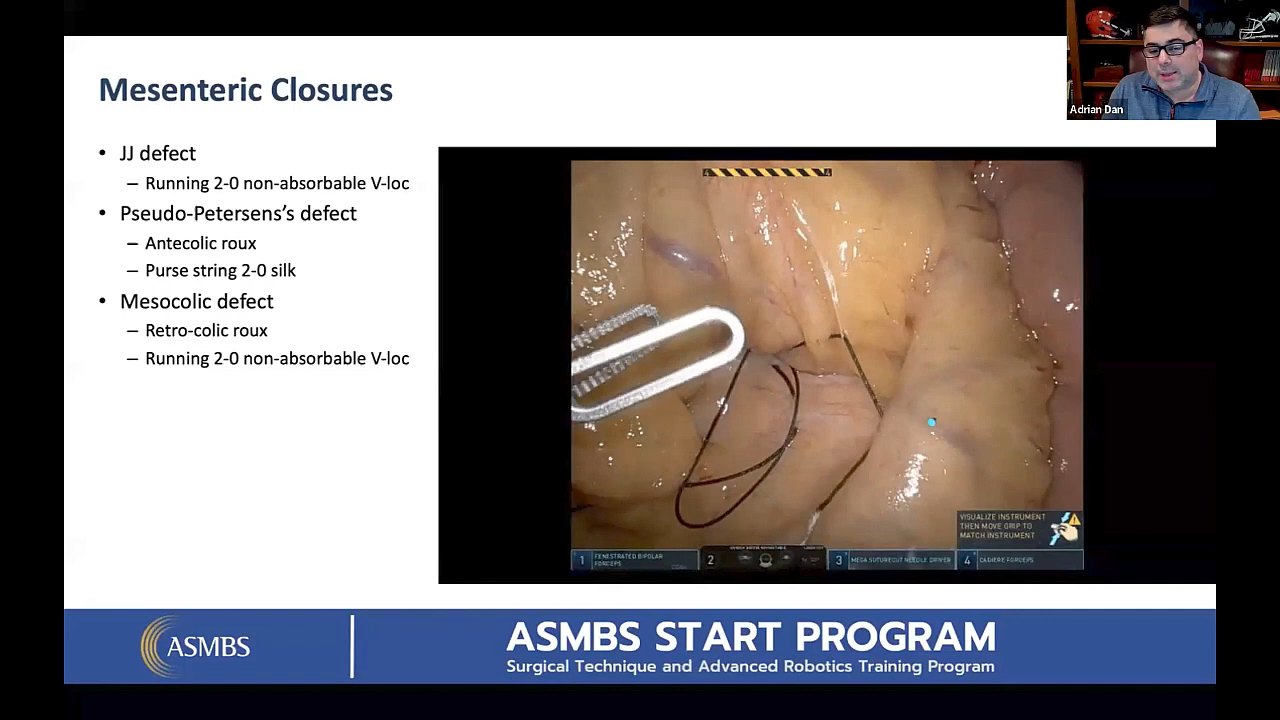 Adrian Dan
Mesenteric Closures
• JJ defect
– Running 2-0 non-absorbable V-loc
• Pseudo-Petersens’s defect
– Antecolic roux
– Purse string 2-0 silk
• Mesocolic defect
– Retro-colic roux
– Running 2-0 non-absorbable V-loc
4 4
VISUALIZE INSTRUMENT
THEN MOVE GRIP TO
MATCH INSTRUMENT
1 FENESTRATED BIPOLAR
FORCEPS
2
3 MEGA SUTURECUT NEEDLE DRIVER
4 CADIERE FORCEPS
ASMBS
ASMBS START PROGRAM
Surgical Technique and Advanced Robotics Training Program